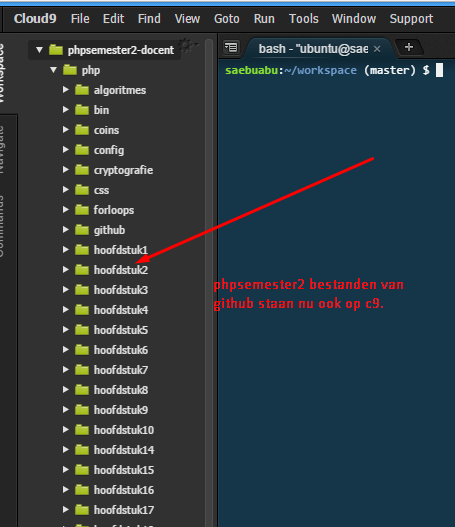 Cloud9 File Edit Find View Goto Run Tools Window Support
Workspace
Navigate
Commands
phpsemester2-docent
php
algoritmes
bin
coins
config
cryptografie
css
forloops
github
hoofdstuk1
hoofdstuk2
hoofdstuk3
hoofdstuk4
hoofdstuk5
hoofdstuk6
hoofdstuk7
hoofdstuk8
hoofdstuk9
hoofdstuk10
hoofdstuk14
hoofdstuk15
hoofdstuk16
hoofdstuk17
bash - "ubuntu@sae
saebuabu:~/workspace (master) $
phpsemester2 bestanden van
github staan nu ook op c9.